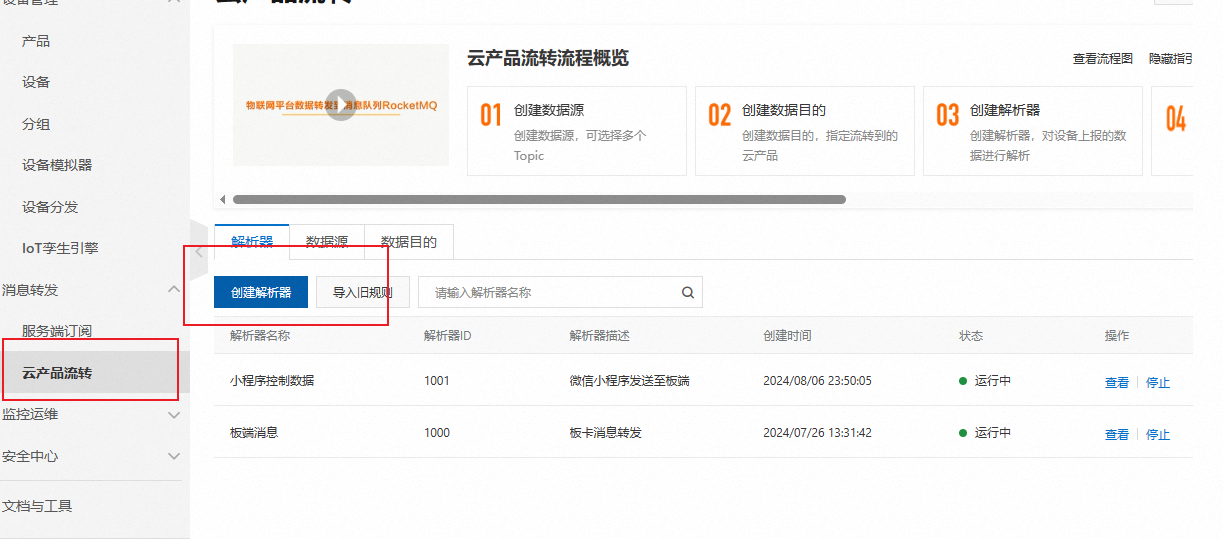 设备管理
产品
设备
分组
设备模拟器
设备分发
IoT孪生引擎
消息转发
服务端订阅
云产品流转
监控运维
安全中心
文档与工具
云产品流转
物联网平台数据转发到消息队列RocketMQ
云产品流转流程概览
查看流程图 隐藏指引
01 创建数据源
创建数据源，可选择多个
Topic
02 创建数据目的
创建数据目的，指定流转到的
云产品
03 创建解析器
创建解析器，对设备上报的数
据进行解析
04
解析器 数据源 数据目的
创建解析器 导入旧规则 请输入解析器名称
解析器名称 解析器ID 解析器描述 创建时间 状态 操作
小程序控制数据 1001 微信小程序发送至板端 2024/08/06 23:50:05 运行中 查看 停止
板端消息 1000 板卡消息转发 2024/07/26 13:31:42 运行中 查看 停止